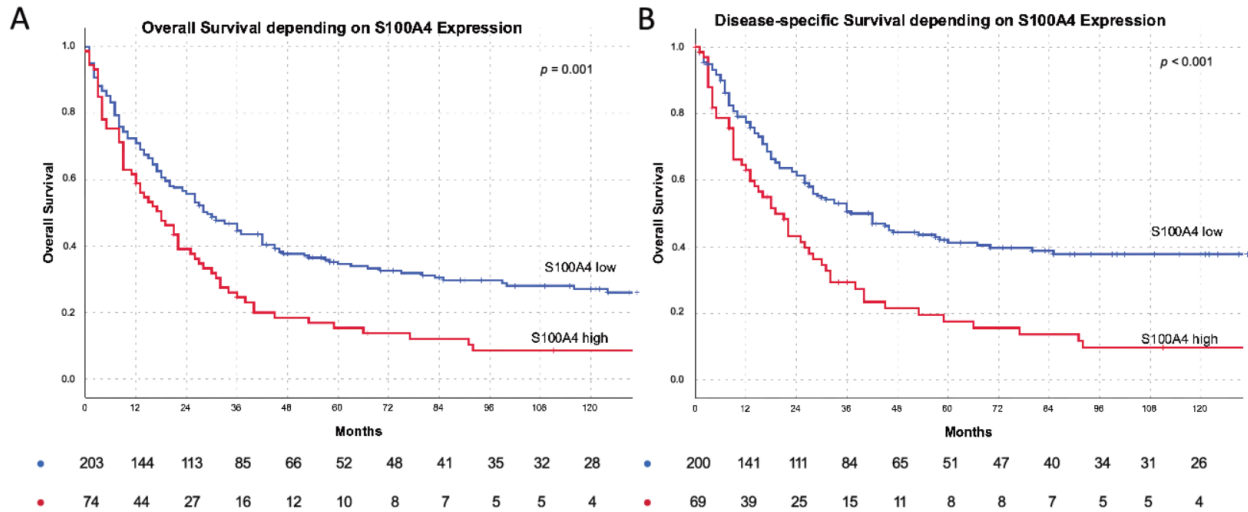 A
Overall Survival depending on S100A4 Expression
p = 0.001
Overall Survival
1.0
0.8
0.6
0.4
0.2
0.0
S100A4 low
S100A4 high
0 12 24 36 48 60 72 84 96 108 120
Months
203 144 113 85 66 52 48 41 35 32 28
74 44 27 16 12 10 8 7 5 5 4
B
Disease-specific Survival depending on S100A4 Expression
p < 0.001
Overall Survival
1.0
0.8
0.6
0.4
0.2
0.0
S100A4 low
S100A4 high
0 12 24 36 48 60 72 84 96 108 120
Months
200 141 111 84 65 51 47 40 34 31 26
69 39 25 15 11 8 8 7 5 5 4